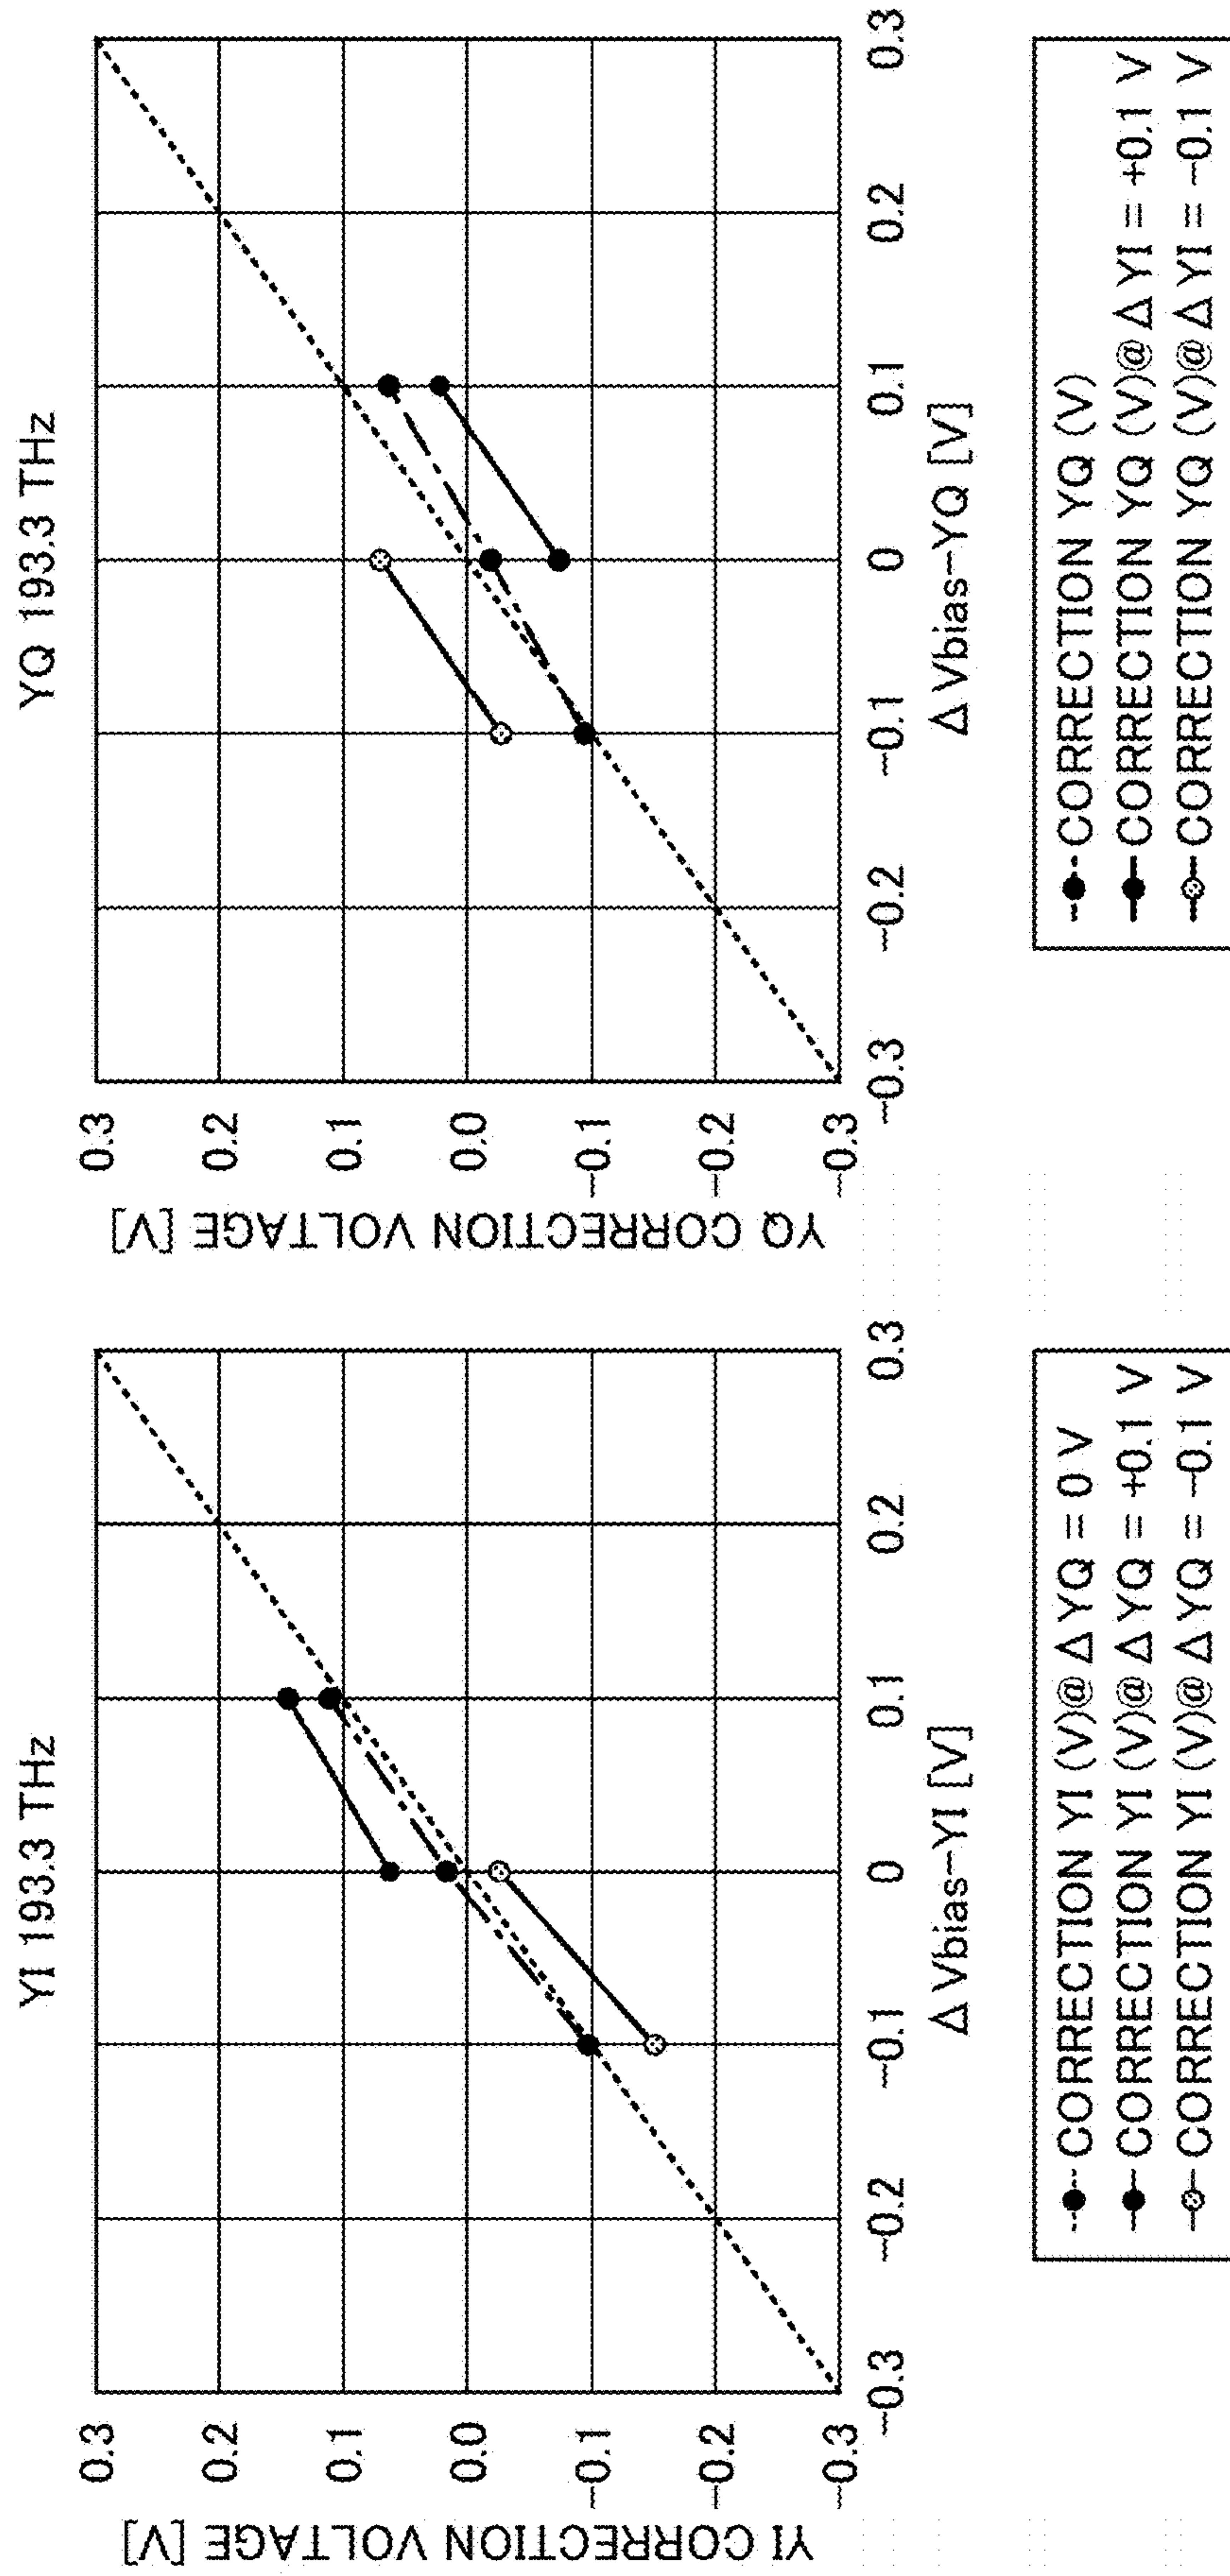 YI 193.3 THz
YI CORRECTION VOLTAGE [V]
0.3
0.2
0.1
0.0
-0.1
-0.2
-0.3
-0.3 -0.2 -0.1 0 0.1 0.2 0.3
Δ Vbias-YI [V]
CORRECTION YI (V)@ Δ YQ = 0 V
CORRECTION YI (V)@ Δ YQ = +0.1 V
CORRECTION YI (V)@ Δ YQ = -0.1 V
YQ 193.3 THz
YQ CORRECTION VOLTAGE [V]
0.3
0.2
0.1
0.0
-0.1
-0.2
-0.3
-0.3 -0.2 -0.1 0 0.1 0.2 0.3
Δ Vbias-YQ [V]
CORRECTION YQ (V)
CORRECTION YQ (V)@ Δ YI = +0.1 V
CORRECTION YQ (V)@ Δ YI = -0.1 V